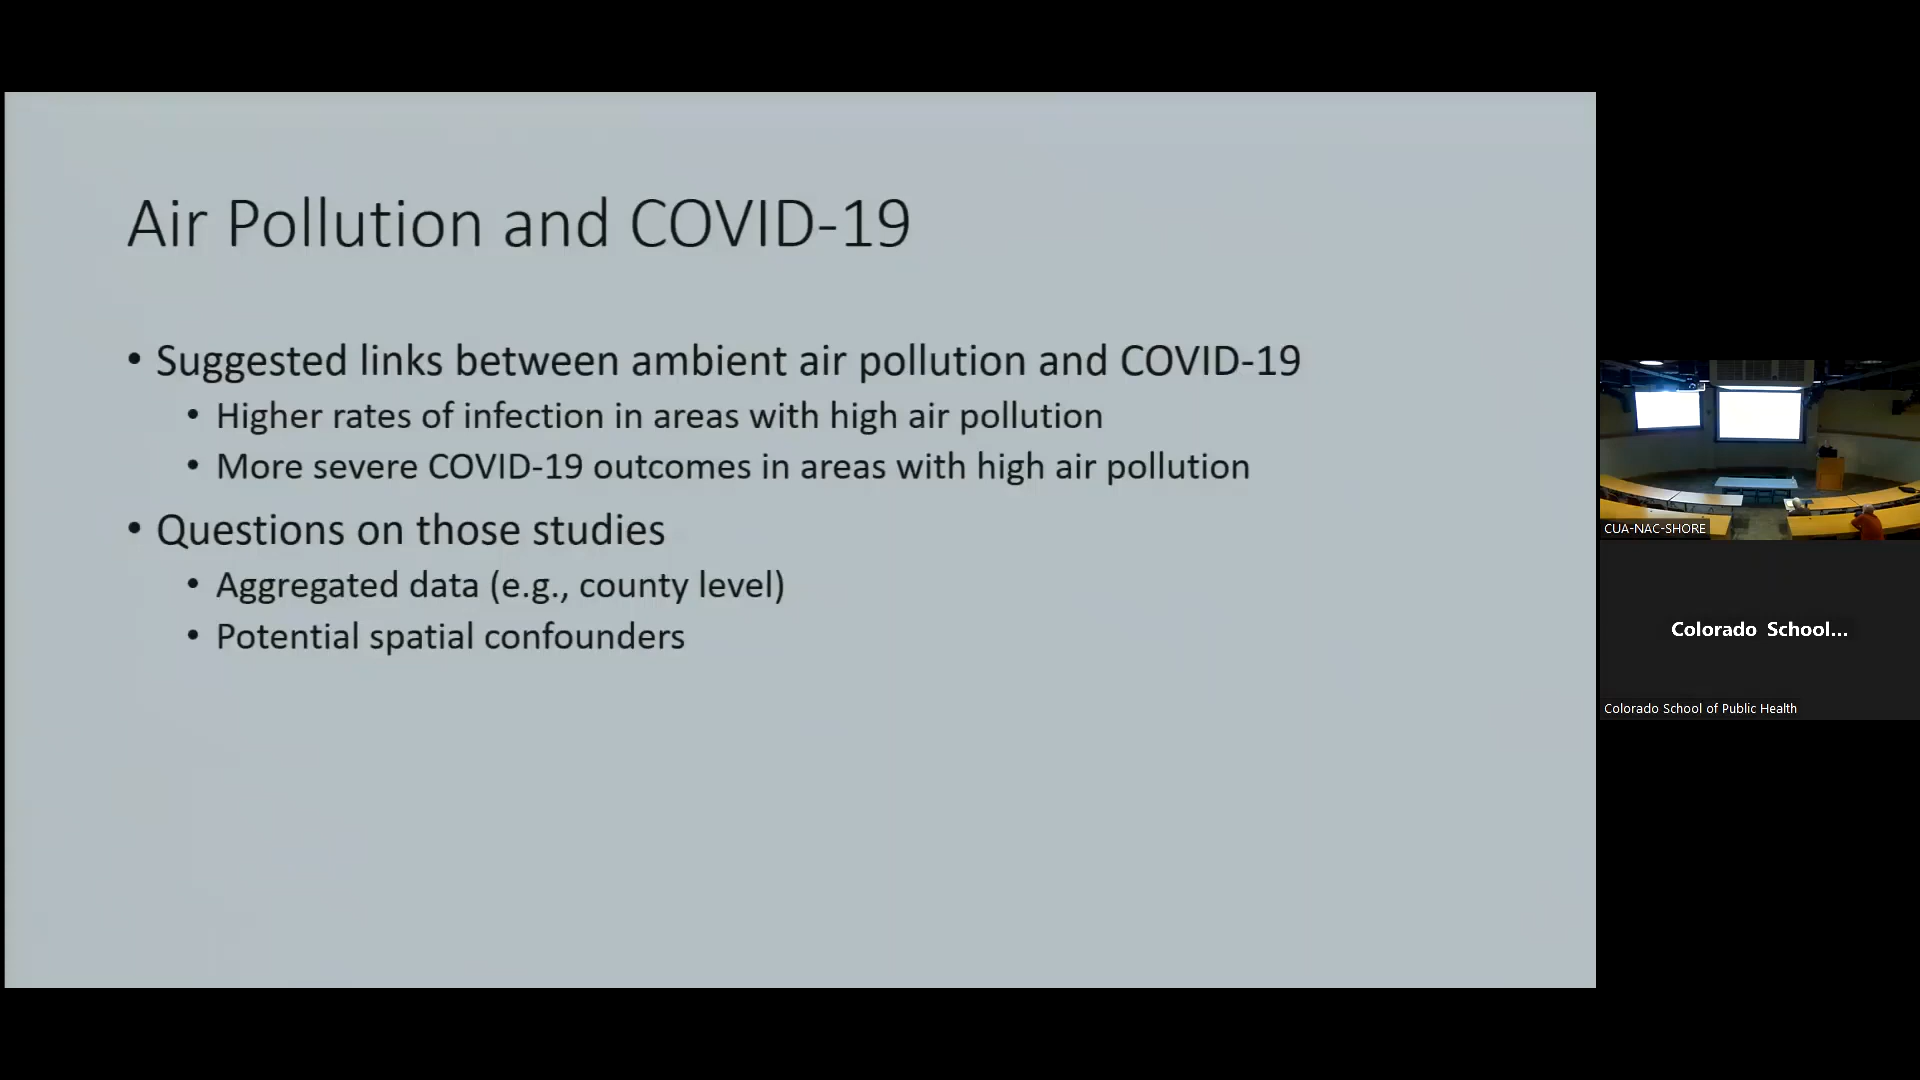 Air Pollution and COVID-19
• Suggested links between ambient air pollution and COVID-19
• Higher rates of infection in areas with high air pollution
• More severe COVID-19 outcomes in areas with high air pollution
• Questions on those studies
• Aggregated data (e.g., county level)
• Potential spatial confounders
CUA-NAC-SHORE
Colorado School...
Colorado School of Public Health